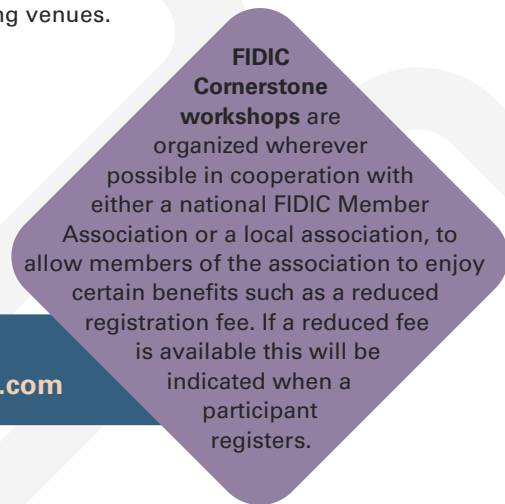 ng venues.
FIDIC
Cornerstone
workshops are
organized wherever
possible in cooperation with
either a national FIDIC Member
Association or a local association, to
allow members of the association to enjoy
certain benefits such as a reduced
registration fee. If a reduced fee
is available this will be
indicated when a
participant
registers.
.com